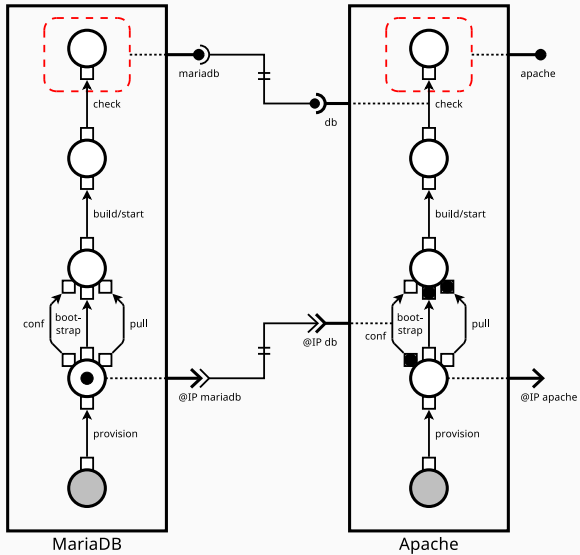 mariadb
apache
check
check
db
build/start
build/start
conf
boot-
strap
pull
conf
boot-
strap
pull
@IP db
@IP mariadb
@IP apache
provision
provision
MariaDB
Apache